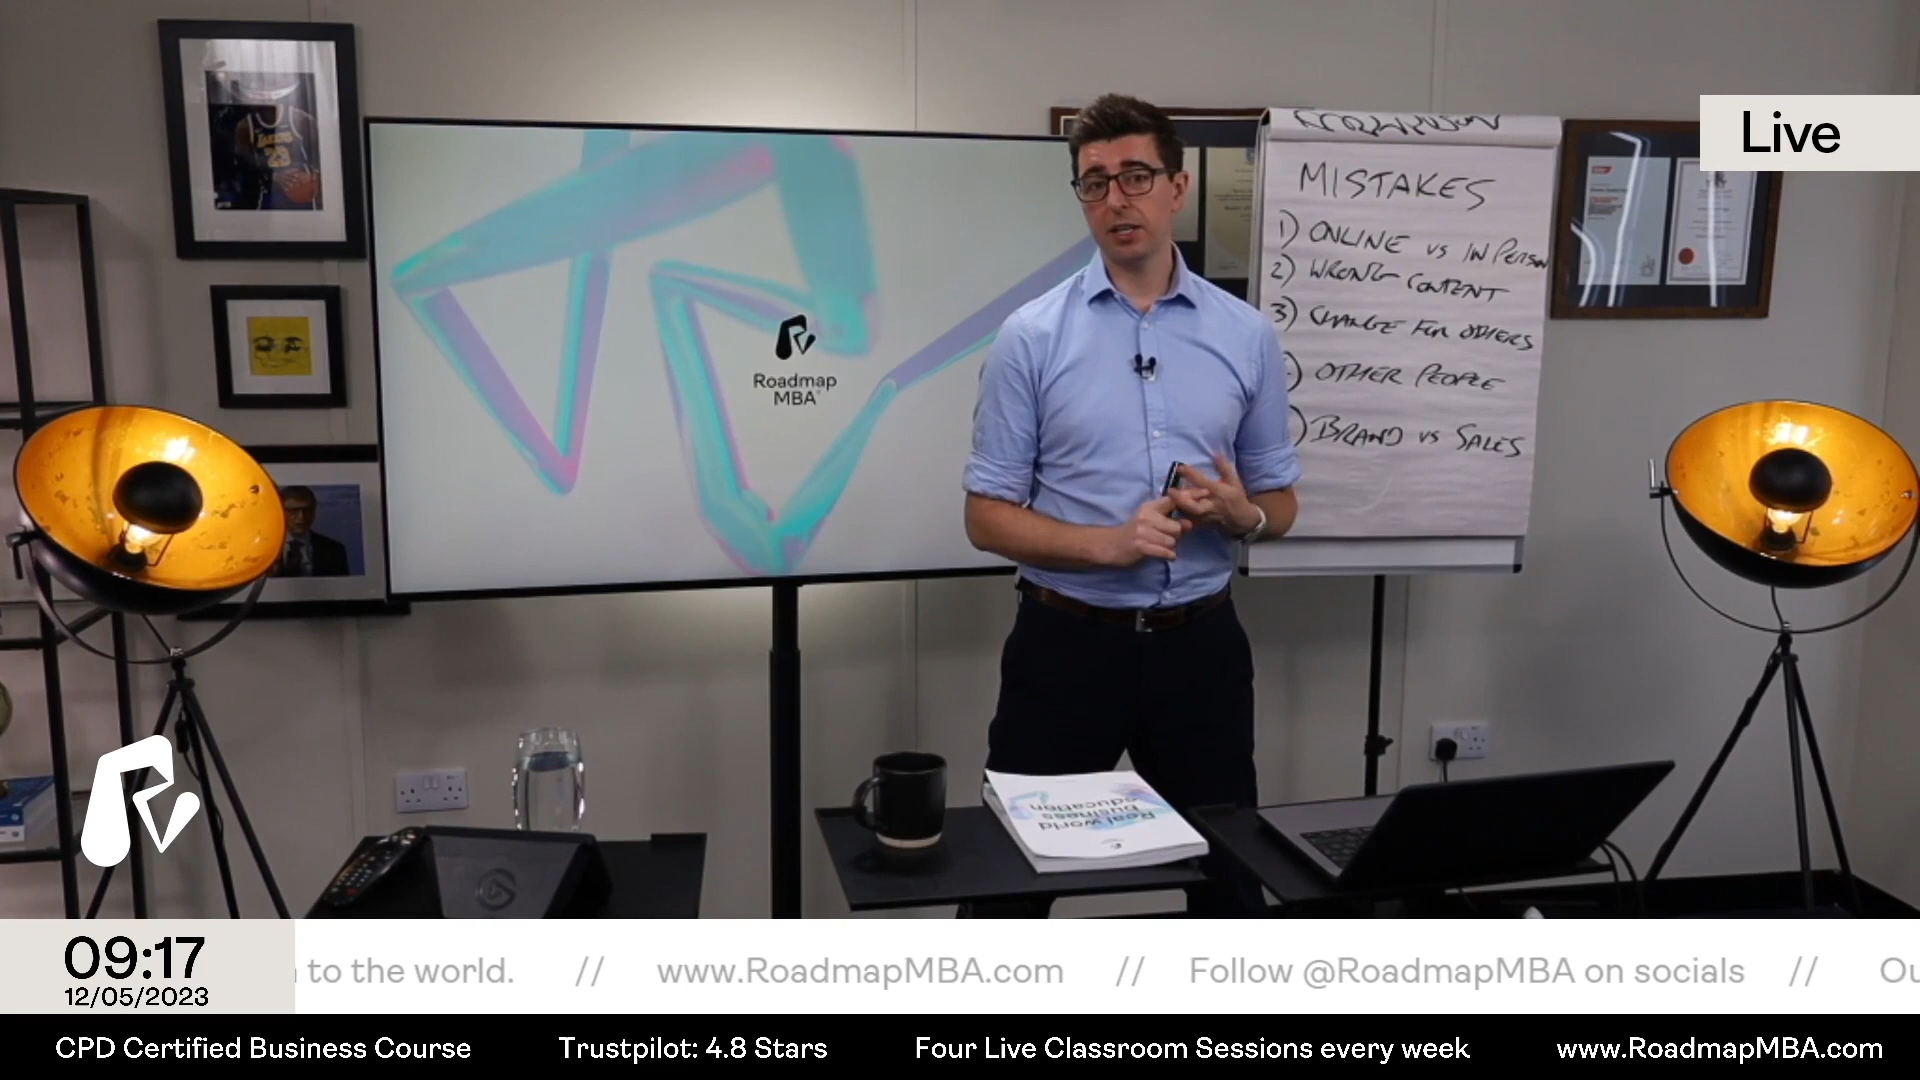 Live
LAKERS
23
MISTAKES
1) ONLINE vs IN PERSON
2) WRONG CONTENT
3) CHANGE FOR OTHERS
) OTHER PEOPLE
) BRAND vs SALES
Roadmap
MBA
Real world
business
education
09:17
12/05/2023
to the world. // www.RoadmapMBA.com // Follow @RoadmapMBA on socials // Ou
CPD Certified Business Course Trustpilot: 4.8 Stars Four Live Classroom Sessions every week www.RoadmapMBA.com